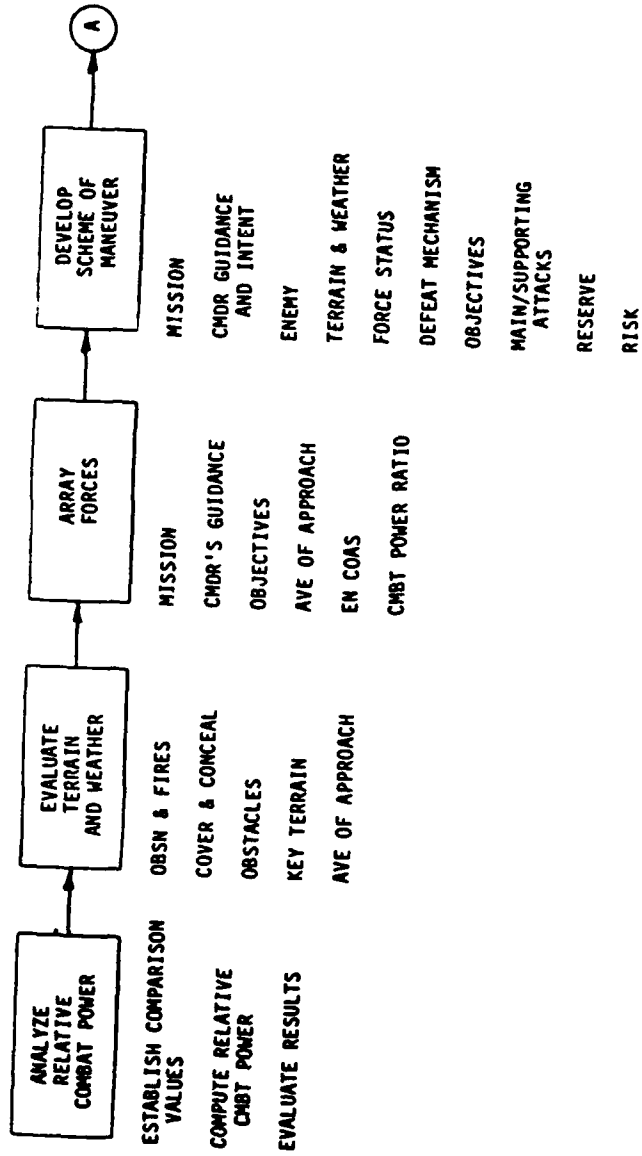 ANALYZE
RELATIVE
COMBAT POWER
ESTABLISH COMPARISON
VALUES
COMPUTE RELATIVE
CMBT POWER
EVALUATE RESULTS
EVALUATE
TERRAIN
AND WEATHER
OBSN & FIRES
COVER & CONCEAL
OBSTACLES
KEY TERRAIN
AVE OF APPROACH
ARRAY
FORCES
MISSION
CMDR'S GUIDANCE
OBJECTIVES
AVE OF APPROACH
EN COAS
CMBT POWER RATIO
DEVELOP
SCHEME OF
MANEUVER
MISSION
CMDR GUIDANCE
AND INTENT
ENEMY
TERRAIN & WEATHER
FORCE STATUS
DEFEAT MECHANISM
OBJECTIVES
MAIN/SUPPORTING
ATTACKS
RESERVE
RISK
A